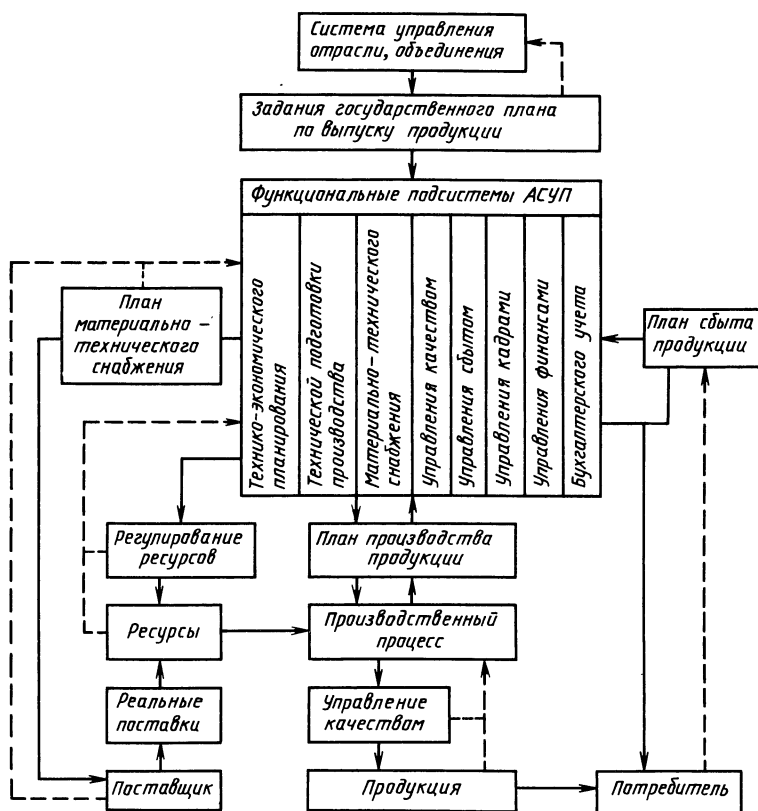 Система управления
отрасли, объединения
Задания государственного плана
по выпуску продукции
Функциональные подсистемы АСУП
Технико-экономического
планирования
Технической подготовки
производства
Материально-технического
снабжения
Управления качеством
Управления сбытом
Управления кадрами
Управления финансами
Бухгалтерского учета
План
материально-
технического
снабжения
План сбыта
продукции
Регулирование
ресурсов
План производства
продукции
Ресурсы
Производственный
процесс
Реальные
поставки
Управление
качеством
Поставщик
Продукция
Потребитель